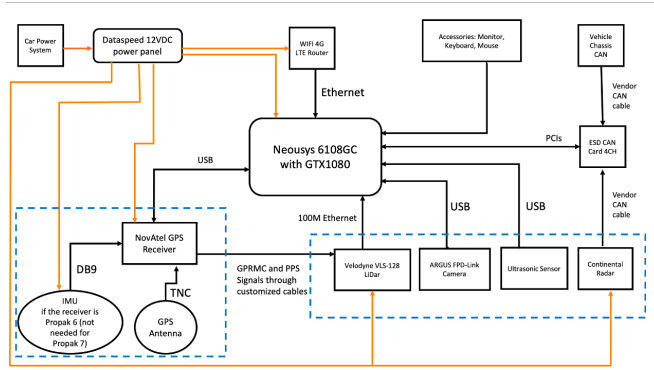 Car Power
System
Dataspeed 12VDC
power panel
WIFI 4G
LTE Router
Accessories: Monitor,
Keyboard, Mouse
Vehicle
Chassis
CAN
Ethernet
Vendor
CAN
cable
Neousys 6108GC
with GTX1080
PCIs
ESD CAN
Card 4CH
USB
100M Ethernet
USB
USB
Vendor
CAN
cable
NovAtel GPS
Receiver
DB9
TNC
GPRMC and PPS
Signals through
customized cables
Velodyne VLS-128
LiDar
ARGUS FPD-Link
Camera
Ultrasonic Sensor
Continental
Radar
IMU
if the receiver is
Propak 6 (not
needed for
Propak 7)
GPS
Antenna